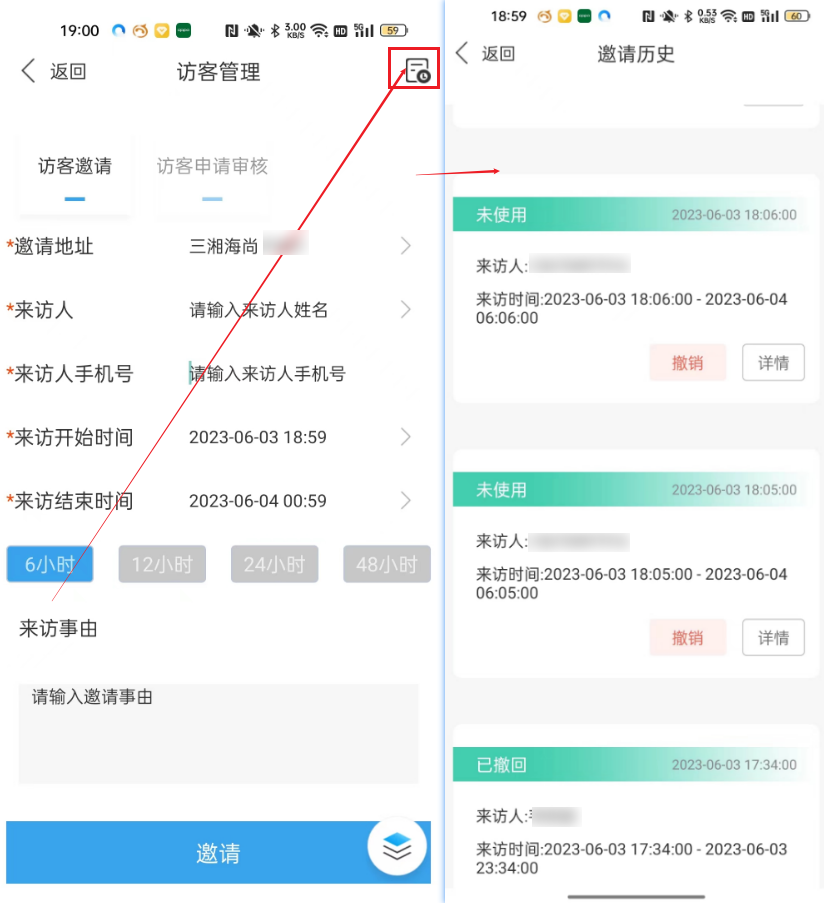 19:00
3.00 KB/S
HD
5G
59
返回
访客管理
访客邀请
访客申请审核
*邀请地址
三湘海尚
*来访人
请输入来访人姓名
*来访人手机号
请输入来访人手机号
*来访开始时间
2023-06-03 18:59
*来访结束时间
2023-06-04 00:59
6小时
12小时
24小时
48小时
来访事由
请输入邀请事由
邀请
18:59
0.53 KB/S
HD
5G
60
返回
邀请历史
未使用
2023-06-03 18:06:00
来访人:
来访时间:2023-06-03 18:06:00 - 2023-06-04
06:06:00
撤销
详情
未使用
2023-06-03 18:05:00
来访人:
来访时间:2023-06-03 18:05:00 - 2023-06-04
06:05:00
撤销
详情
已撤回
2023-06-03 17:34:00
来访人:
来访时间:2023-06-03 17:34:00 - 2023-06-03
23:34:00